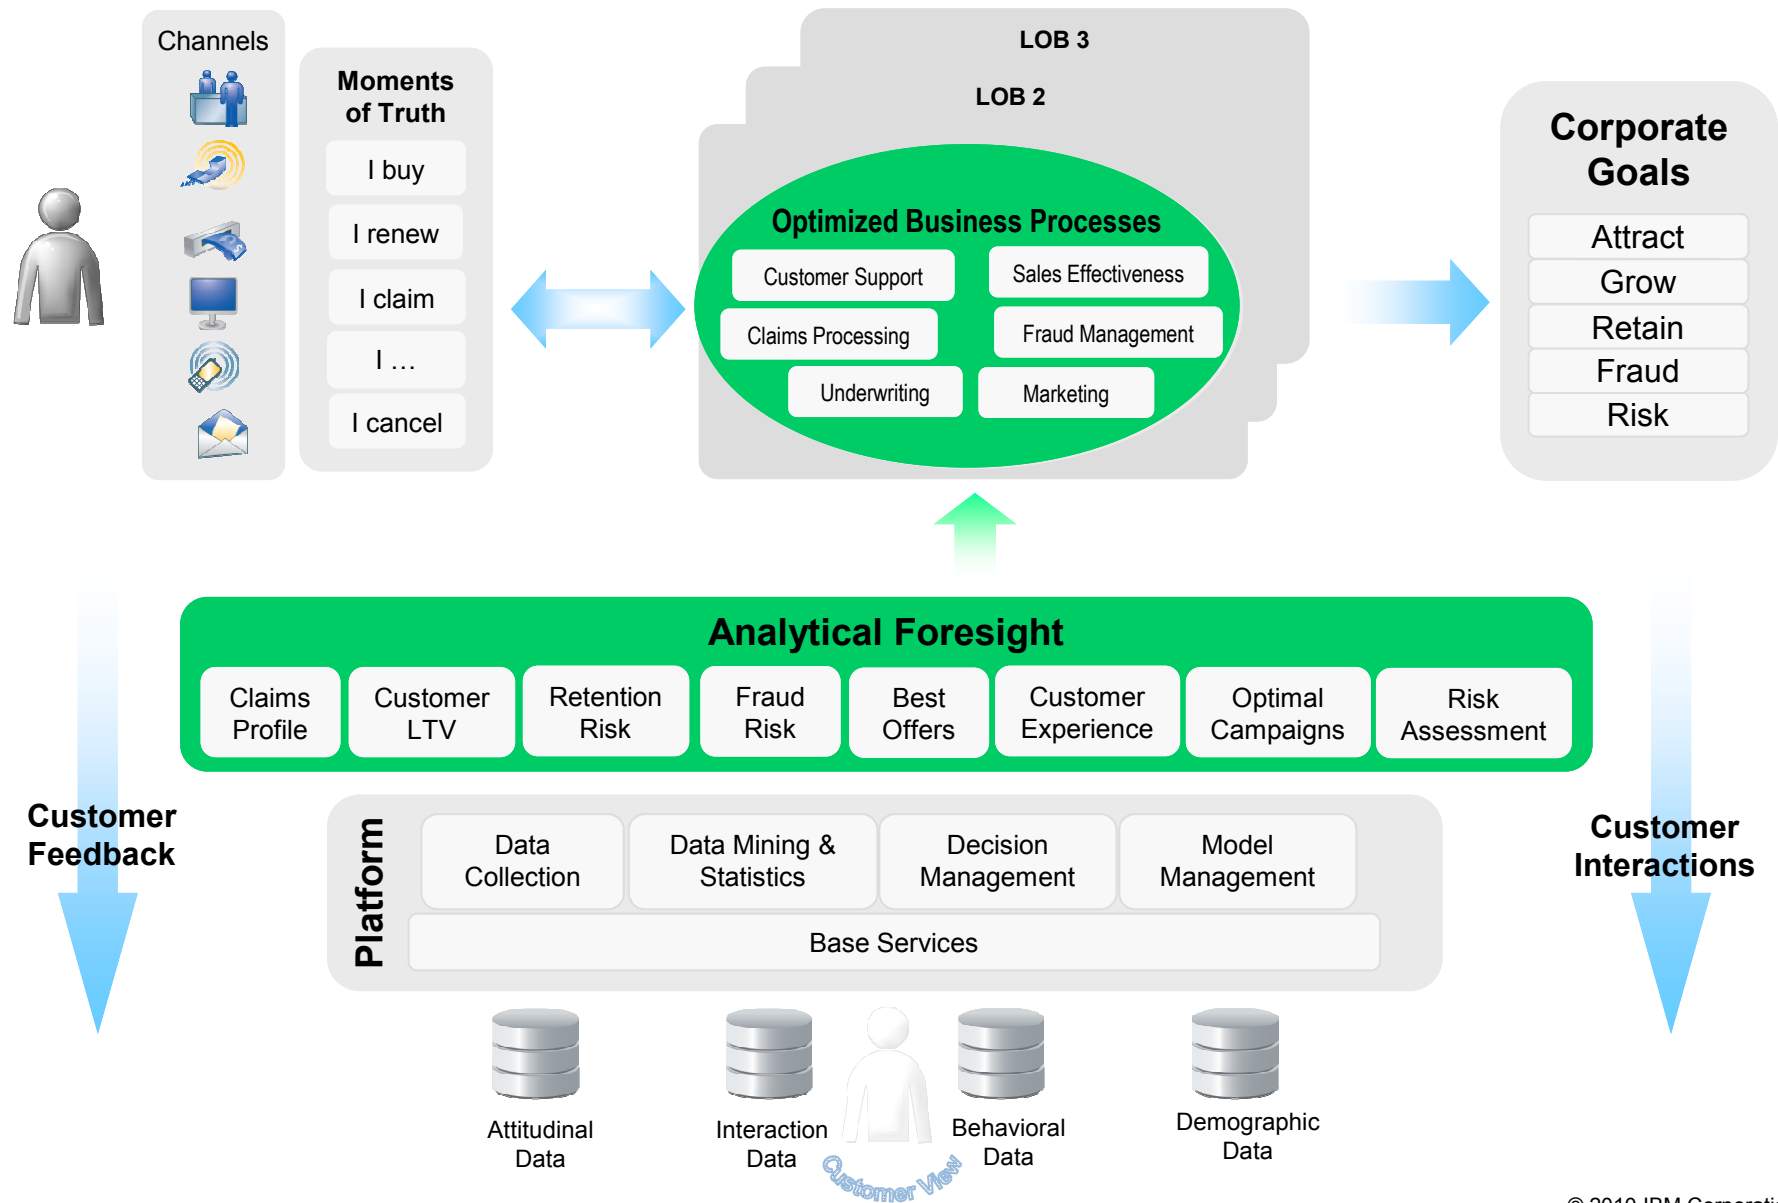 Channels
Moments
of Truth
I buy
I renew
I claim
I ...
I cancel
LOB 3
LOB 2
Optimized Business Processes
Customer Support
Sales Effectiveness
Claims Processing
Fraud Management
Underwriting
Marketing
Corporate
Goals
Attract
Grow
Retain
Fraud
Risk
Analytical Foresight
Claims
Profile
Customer
LTV
Retention
Risk
Fraud
Risk
Best
Offers
Customer
Experience
Optimal
Campaigns
Risk
Assessment
Customer
Feedback
Customer
Interactions
Platform
Data
Collection
Data Mining &
Statistics
Decision
Management
Model
Management
Base Services
Attitudinal
Data
Interaction
Data
Behavioral
Data
Demographic
Data
Customer View
© 2010 IBM